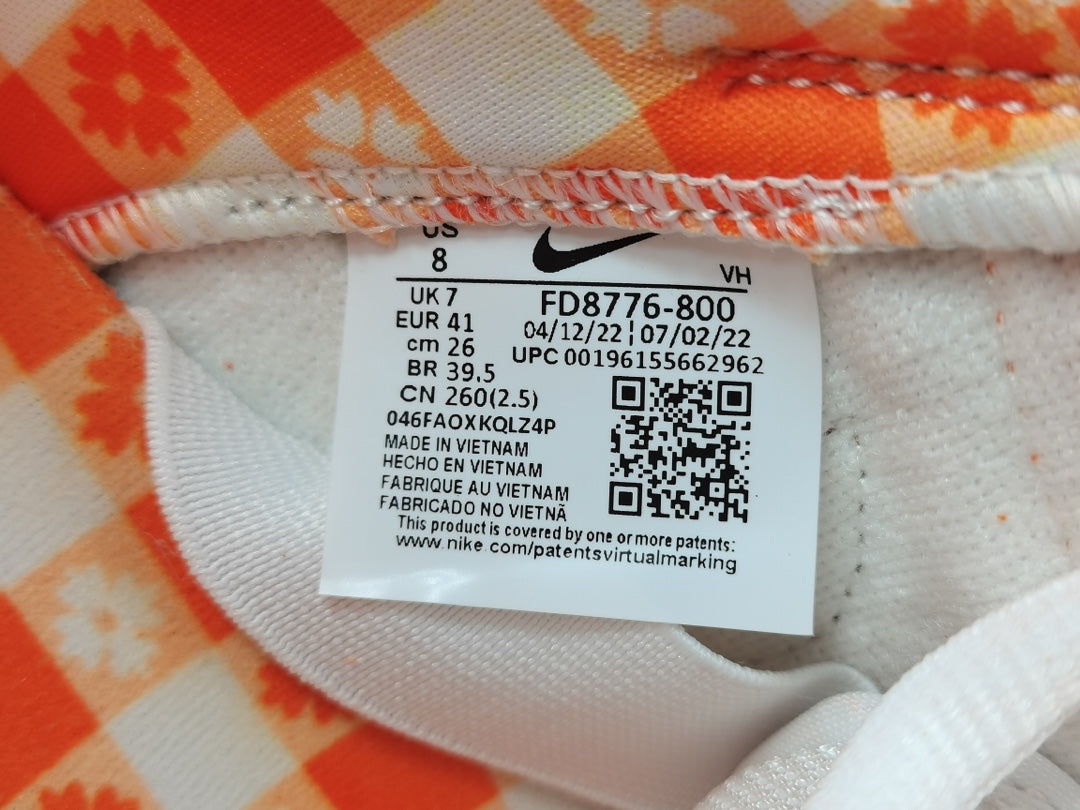 US
8
VH
UK 7
FD8776-800
EUR 41
04/12/22 | 07/02/22
cm 26
UPC 00196155662962
BR 39.5
CN 260(2.5)
046FAOXKQLZ4P
MADE IN VIETNAM
HECHO EN VIETNAM
FABRIQUE AU VIETNAM
FABRICADO NO VIETNÃ
This product is covered by one or more patents:
www.nike.com/patentsvirtualmarking